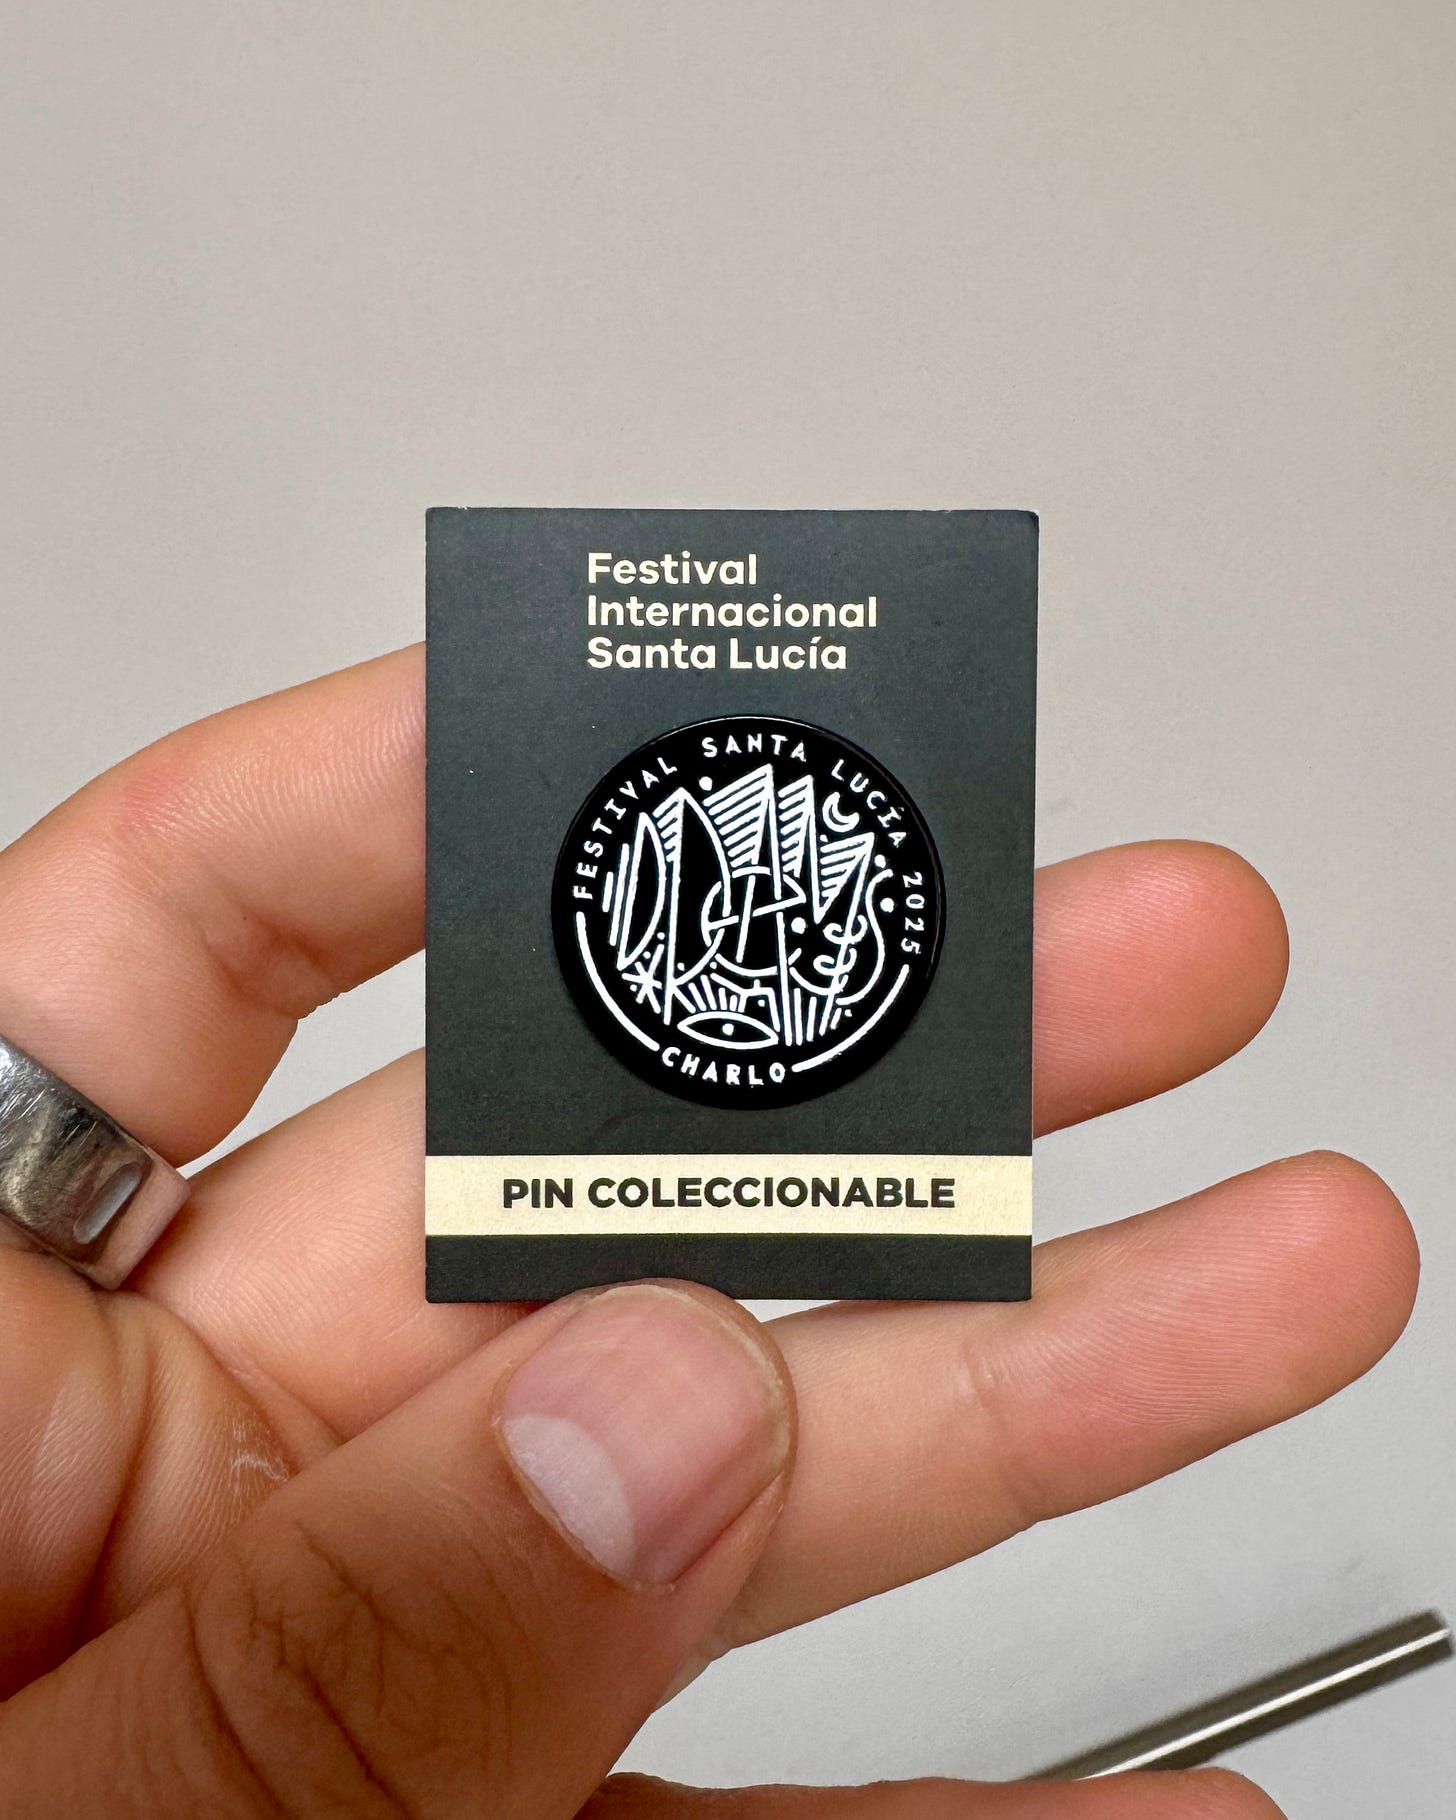 Festival
Internacional
Santa Lucía
FESTIVAL SANTA LUCÍA 2025
CHARLO
PIN COLECCIONABLE